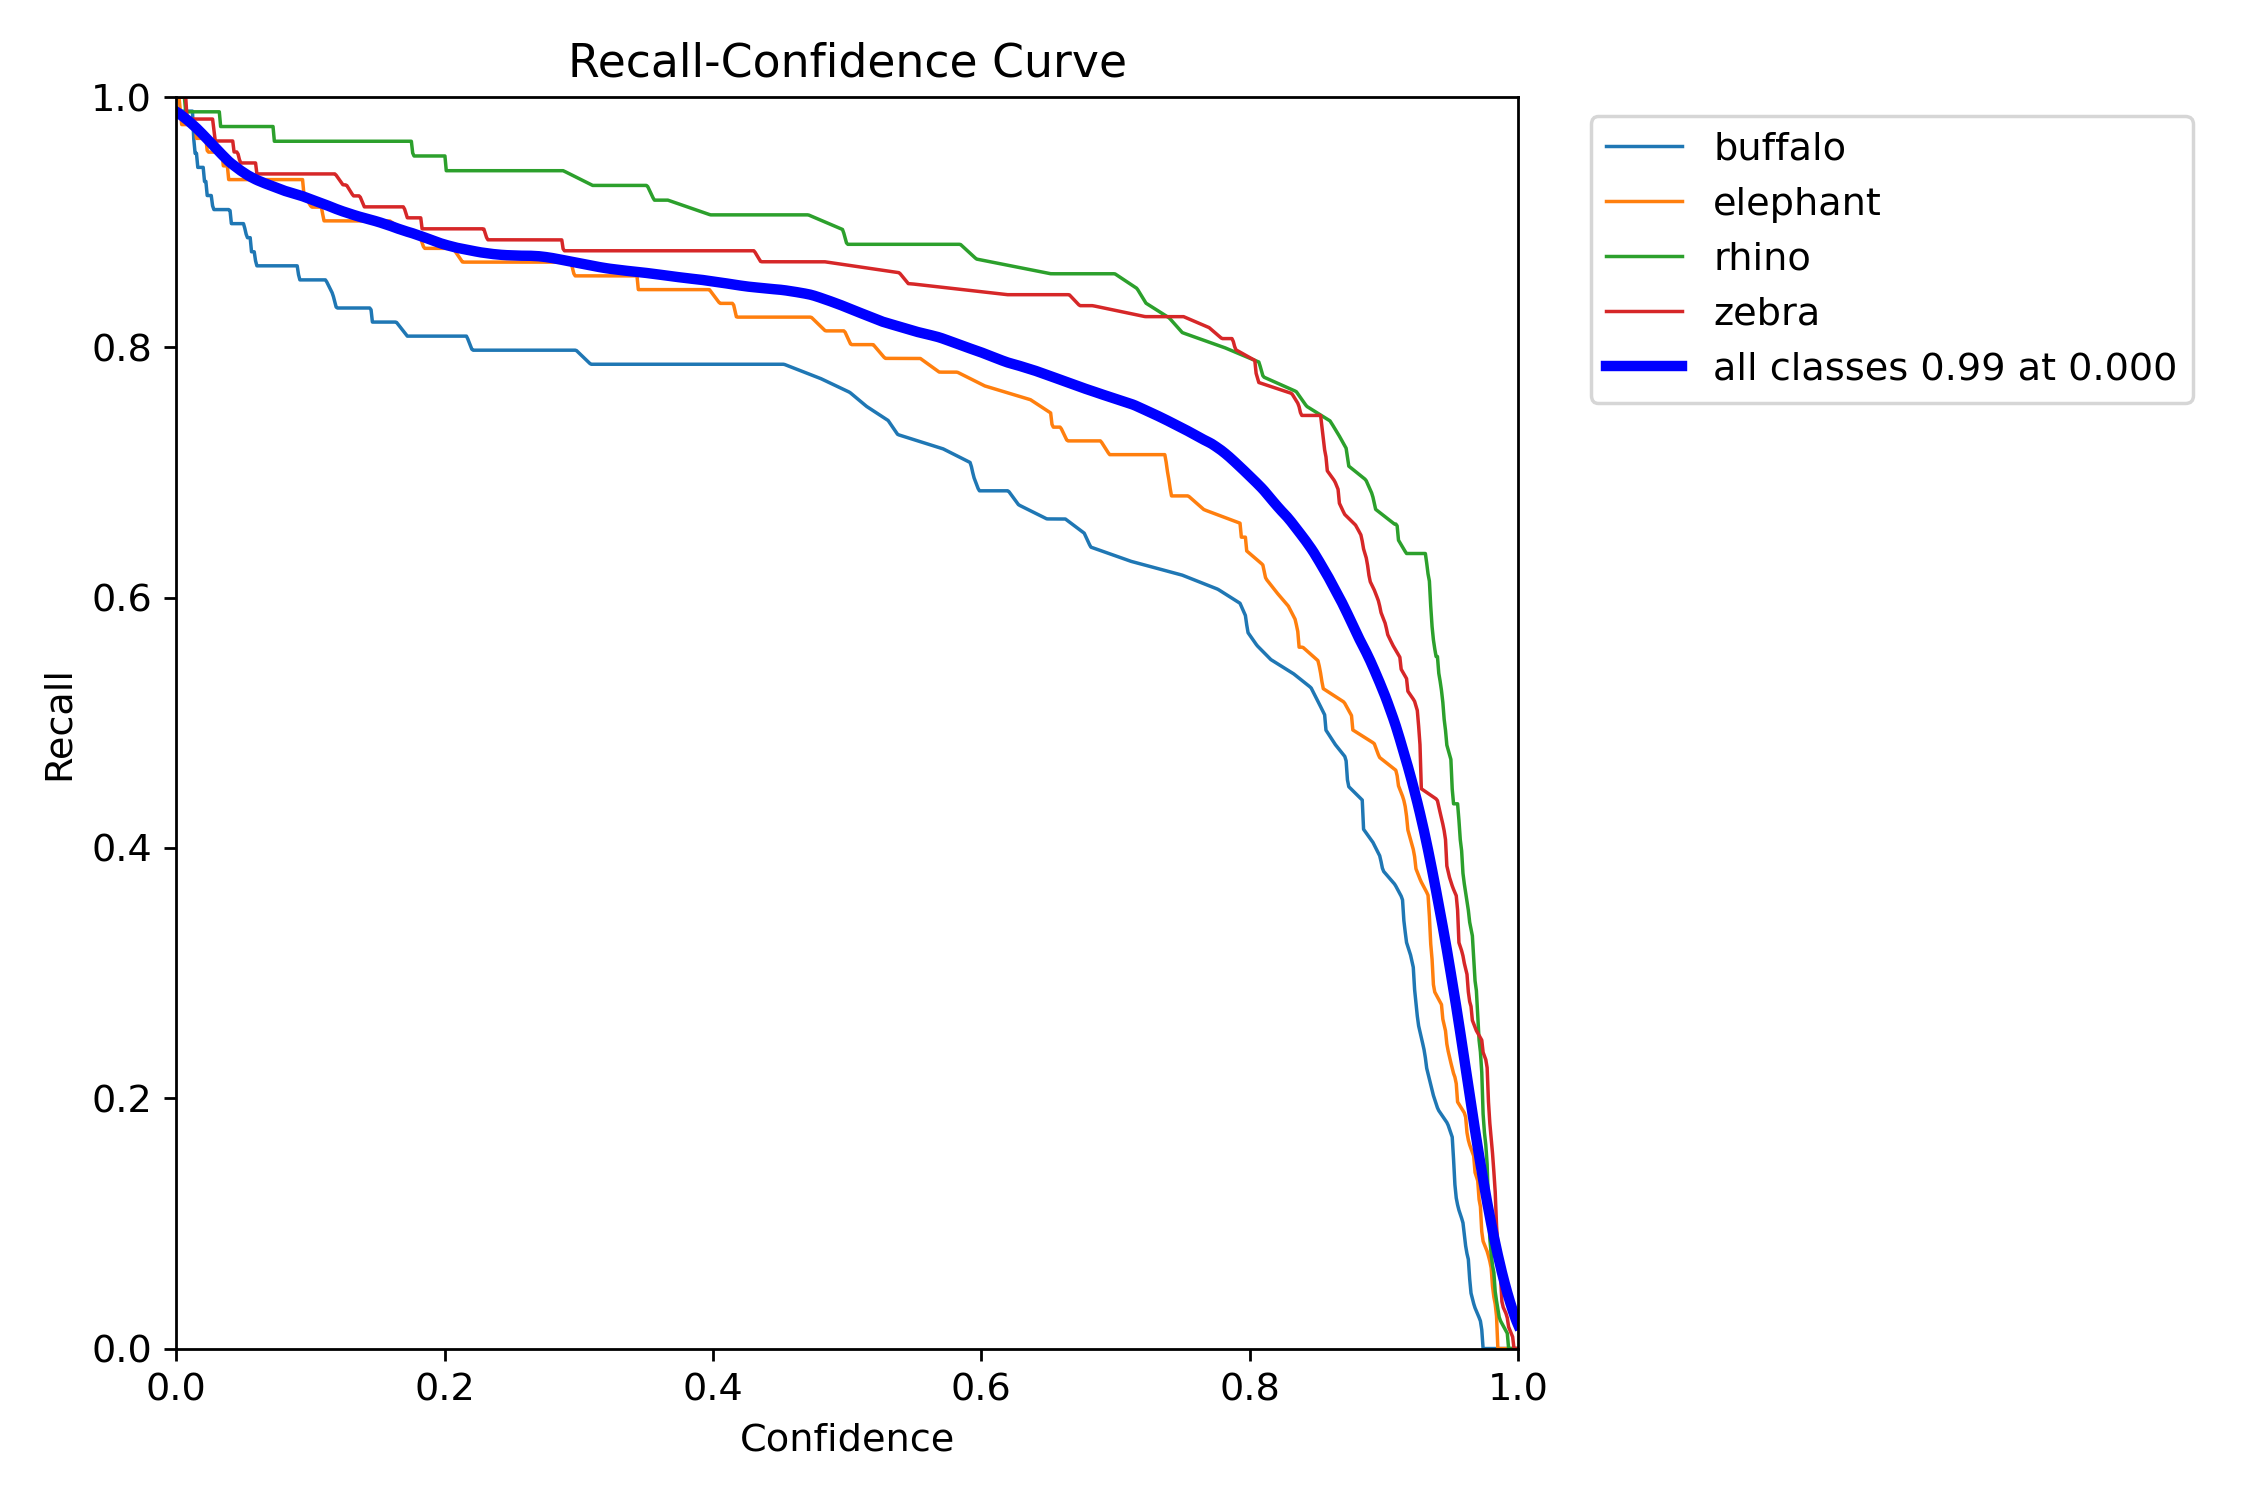 Recall-Confidence Curve
1.0
0.8
0.6
0.4
0.2
0.0
Recall
0.0 0.2 0.4 0.6 0.8 1.0
Confidence
buffalo
elephant
rhino
zebra
all classes 0.99 at 0.000